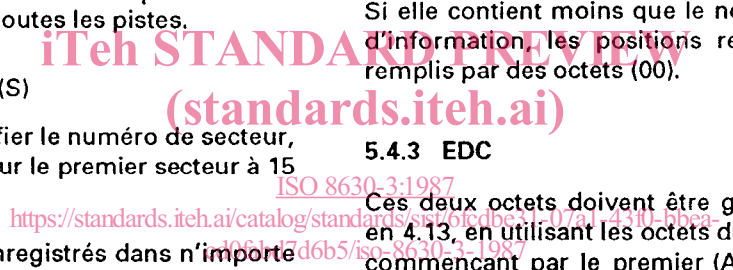 outes les pistes.
(S)
fier le numéro de secteur,
ur le premier secteur à 15
nregistrés dans n'importe
Si elle contient moins que le
d'information, les positions
remplis par des octets (00).
5.4.3 EDC
Ces deux octets doivent être
en 4.13, en utilisant les octets
commençant par le premier
iTeh STANDARD PREVIEW
(standards.iteh.ai)
ISO 8630-3:1987
https://standards.iteh.ai/catalog/standards/sist/6fcdbe31-07a1-43f0-bbea-